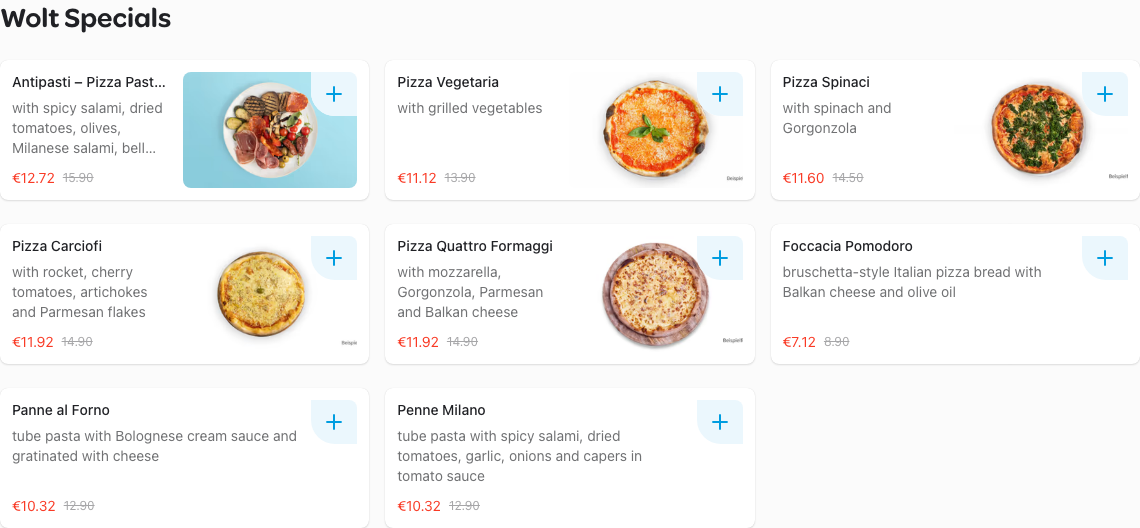 Wolt Specials
Antipasti – Pizza Past...
with spicy salami, dried
tomatoes, olives,
Milanese salami, bell...
€12.72 15.90
Pizza Vegetaria
with grilled vegetables
€11.12 13.90
Beispiel
Pizza Spinaci
with spinach and
Gorgonzola
€11.60 14.50
Beispiel
Pizza Carciofi
with rocket, cherry
tomatoes, artichokes
and Parmesan flakes
€11.92 14.90
Beispiel
Pizza Quattro Formaggi
with mozzarella,
Gorgonzola, Parmesan
and Balkan cheese
€11.92 14.90
Beispiel
Foccacia Pomodoro
bruschetta-style Italian pizza bread with
Balkan cheese and olive oil
€7.12 8.90
Panne al Forno
tube pasta with Bolognese cream sauce and
gratinated with cheese
€10.32 12.90
Penne Milano
tube pasta with spicy salami, dried
tomatoes, garlic, onions and capers in
tomato sauce
€10.32 12.90